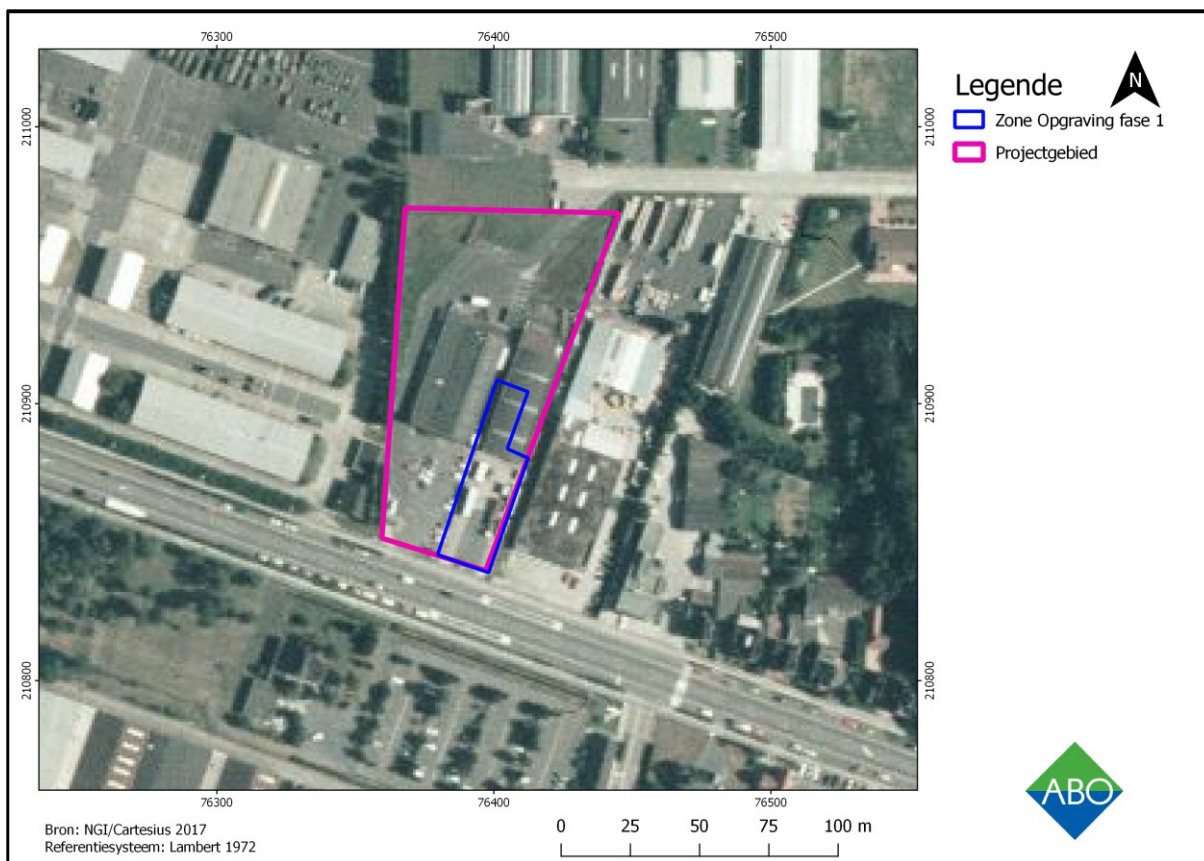 76300 76400 76500
211000 211000
210900 210900
210800 210800
76300 76400 76500
Legende
N
Zone Opgraving fase 1
Projectgebied
Bron: NGI/Cartesius 2017
Referentiesysteem: Lambert 1972
0 25 50 75 100 m
ABO